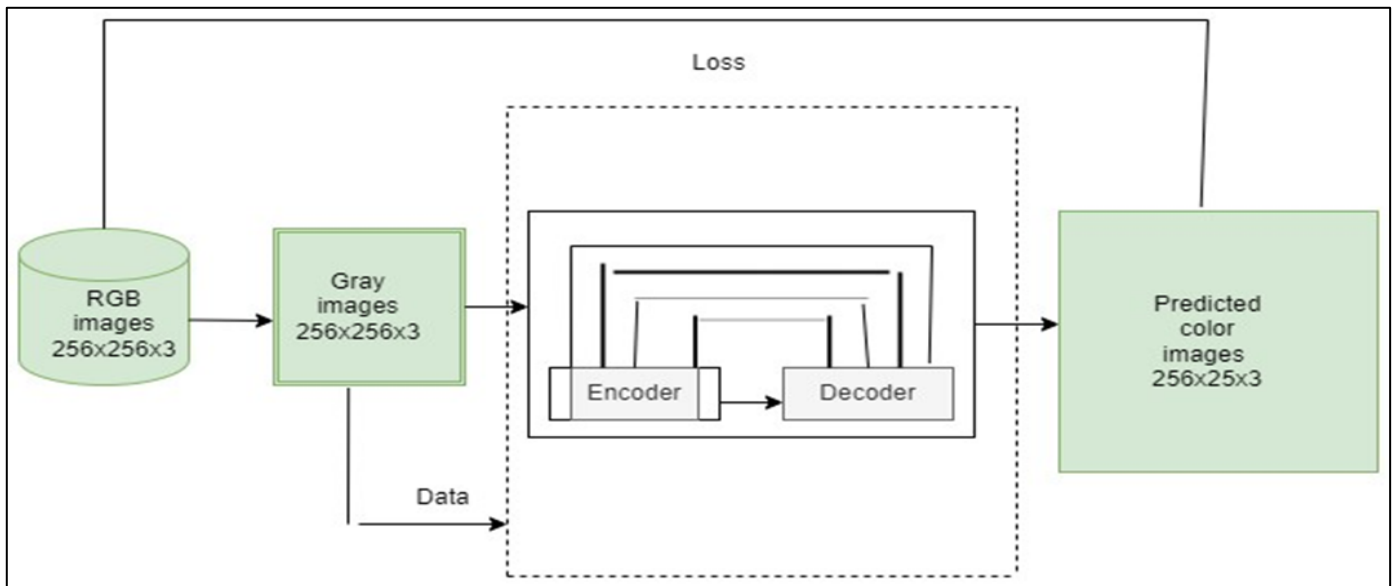 Loss
RGB
images
256x256x3
Gray
images
256x256x3
Encoder
Decoder
Predicted
color
images
256x25x3
Data